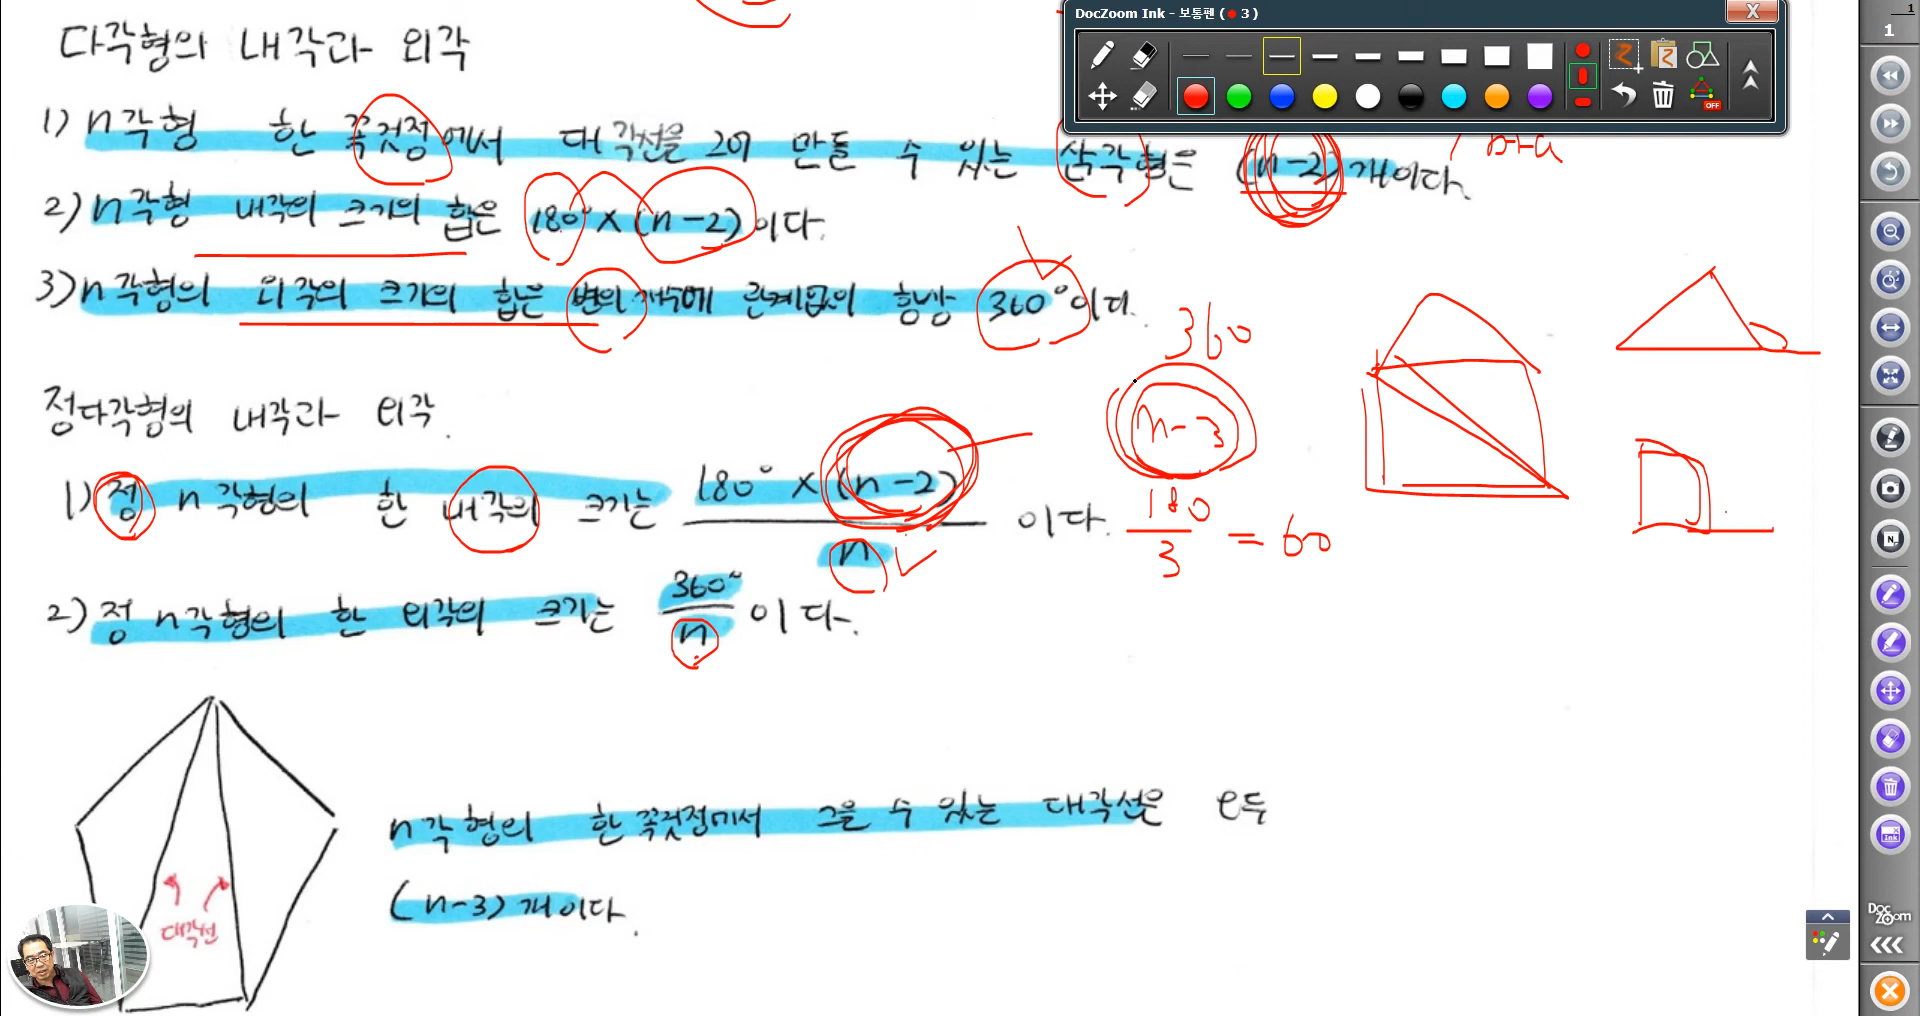 DocZoom Ink - 보통펜 ( 3 )
X
OFF
1
1
다각형의 내각과 외각
1) n각형 한 꼭짓점에서 대각선을 그어 만들 수 있는 삼각형은 (n-2)개이다.
2) n각형 내각의 크기의 합은 180° × (n-2)이다.
3) n각형의 외각의 크기의 합은 변의 개수에 관계없이 항상 360°이다.
360
n-3
정다각형의 내각과 외각.
1) 정 n각형의 한 내각의 크기는 180° × (n-2) / n 이다.
180 / 3 = 60
2) 정 n각형의 한 외각의 크기는 360° / n 이다.
n각형의 한 꼭짓점에서 그을 수 있는 대각선은 모두
(n-3)개이다.
대각선
N
Ink
Doc Zoom